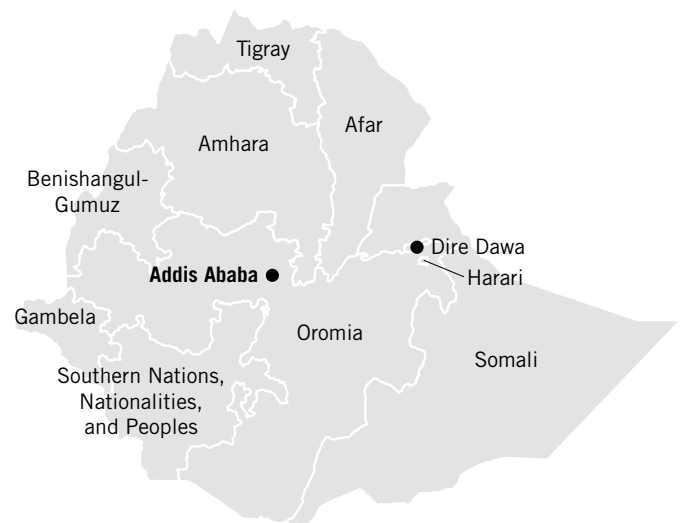 Tigray
Afar
Amhara
Benishangul-
Gumuz
Dire Dawa
Harari
Addis Ababa
Gambela
Oromia
Somali
Southern Nations,
Nationalities,
and Peoples